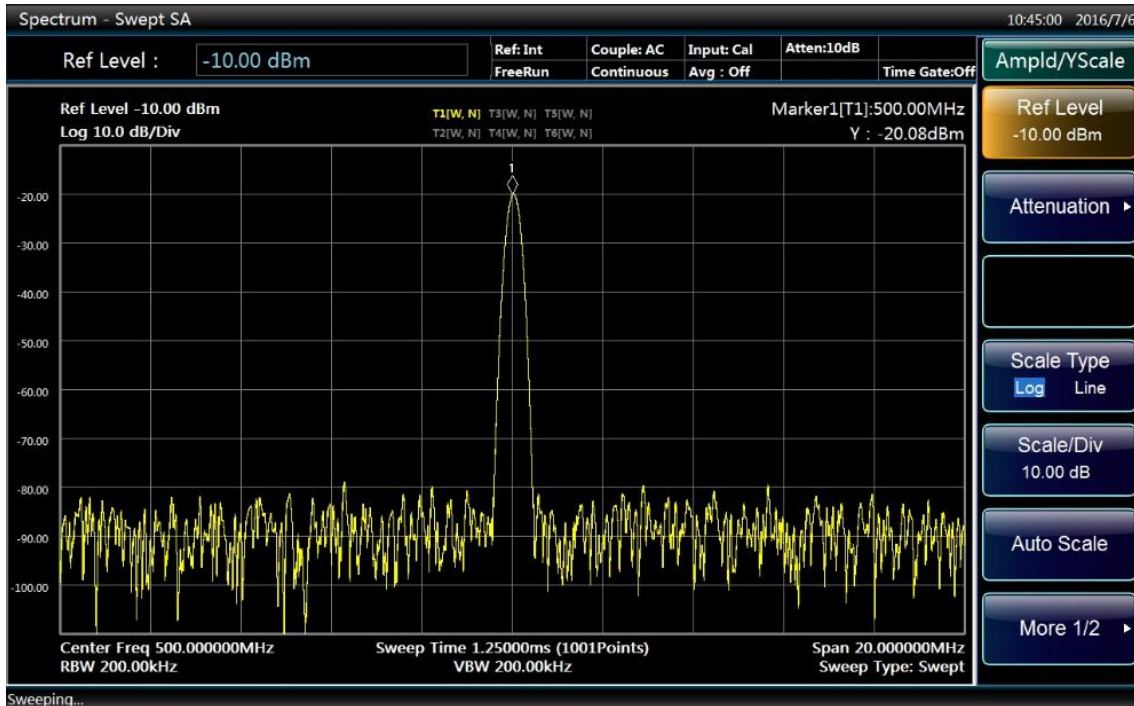 Spectrum - Swept SA
10:45:00 2016/7/6
Ref Level :
-10.00 dBm
Ref: Int
Couple: AC
Input: Cal
Atten:10dB
FreeRun
Continuous
Avg : Off
Time Gate:Off
Ampld/YScale
Ref Level -10.00 dBm
Log 10.0 dB/Div
T1[W, N] T3[W, N] T5[W, N]
T2[W, N] T4[W, N] T6[W, N]
Marker1[T1]:500.00MHz
Y : -20.08dBm
1
-20.00
-30.00
-40.00
-50.00
-60.00
-70.00
-80.00
-90.00
-100.00
Center Freq 500.000000MHz
Sweep Time 1.25000ms (1001Points)
Span 20.000000MHz
RBW 200.00kHz
VBW 200.00kHz
Sweep Type: Swept
Ref Level
-10.00 dBm
Attenuation
Scale Type
Log Line
Scale/Div
10.00 dB
Auto Scale
More 1/2
Sweeping...